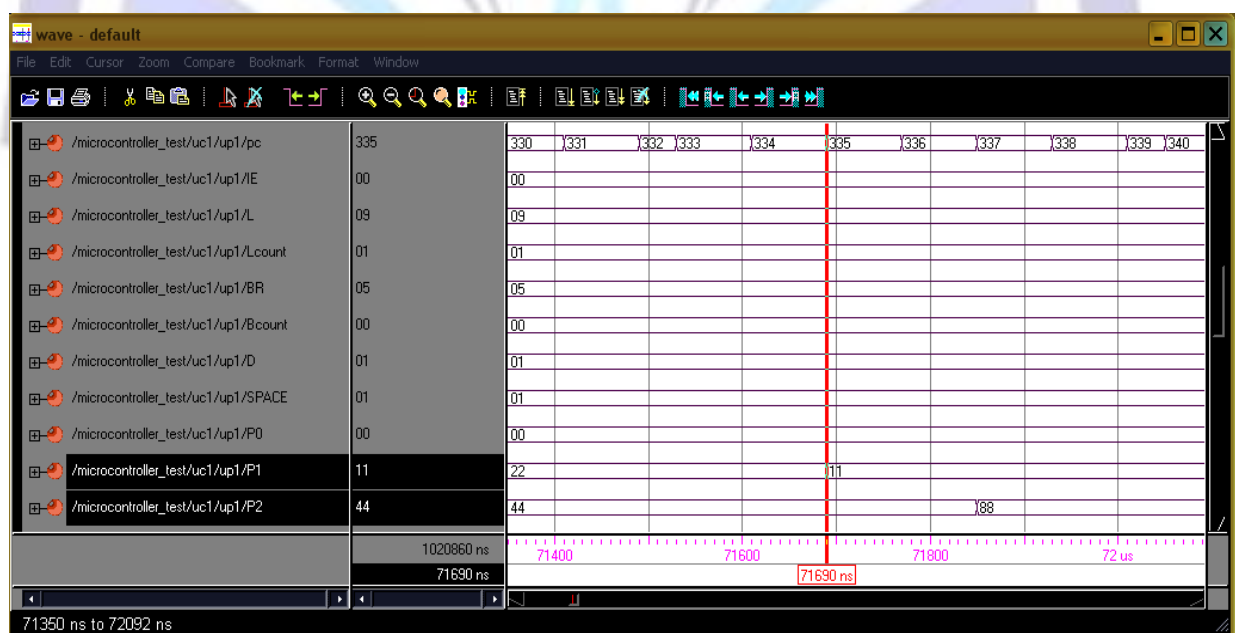 wave - default
File Edit Cursor Zoom Compare Bookmark Format Window
/microcontroller_test/uc1/up1/pc 335 330 331 332 333 334 335 336 337 338 339 340
/microcontroller_test/uc1/up1/IE 00 00
/microcontroller_test/uc1/up1/L 09 09
/microcontroller_test/uc1/up1/Lcount 01 01
/microcontroller_test/uc1/up1/BR 05 05
/microcontroller_test/uc1/up1/Bcount 00 00
/microcontroller_test/uc1/up1/D 01 01
/microcontroller_test/uc1/up1/SPACE 01 01
/microcontroller_test/uc1/up1/P0 00 00
/microcontroller_test/uc1/up1/P1 11 22 11
/microcontroller_test/uc1/up1/P2 44 44 88
1020860 ns 71400 71600 71800 72 us
71690 ns 71690 ns
71350 ns to 72092 ns